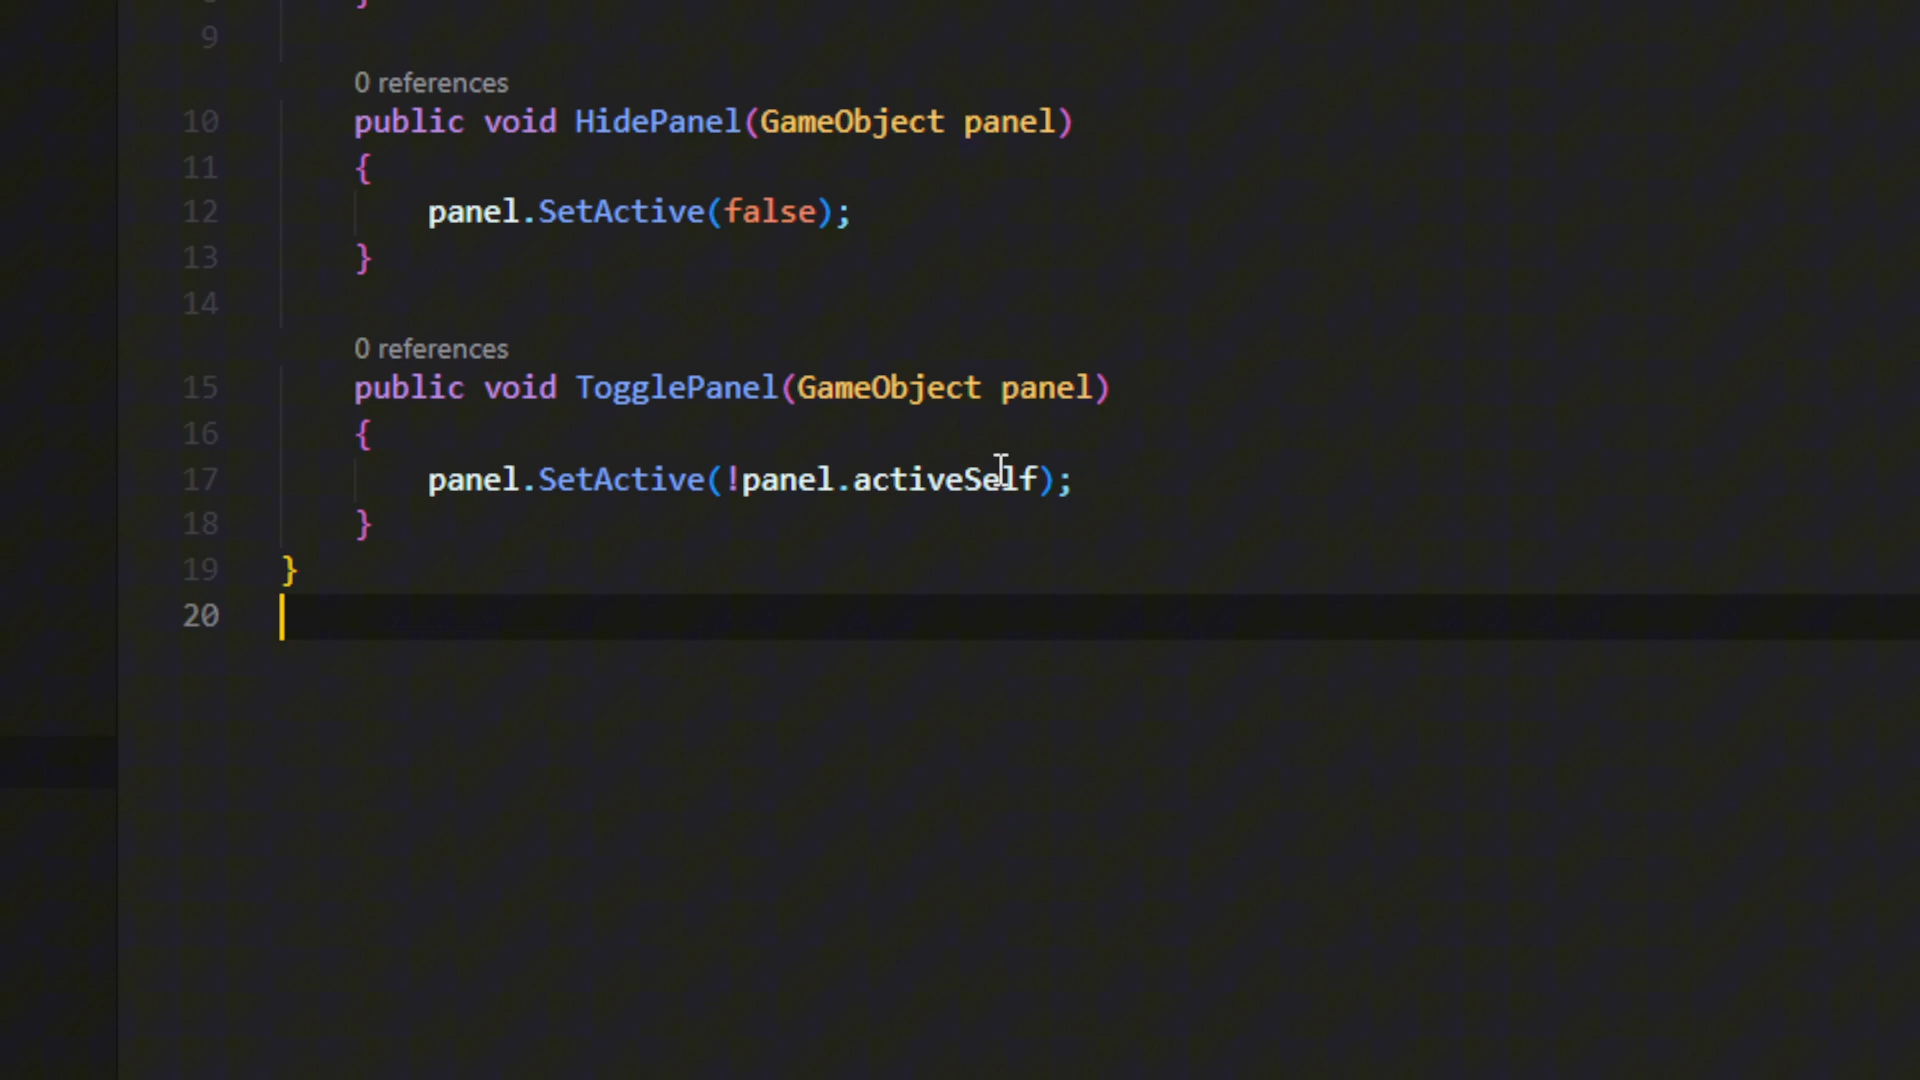 9
0 references
10 public void HidePanel(GameObject panel)
11 {
12 panel.SetActive(false);
13 }
14
0 references
15 public void TogglePanel(GameObject panel)
16 {
17 panel.SetActive(!panel.activeSelf);
18 }
19 }
20